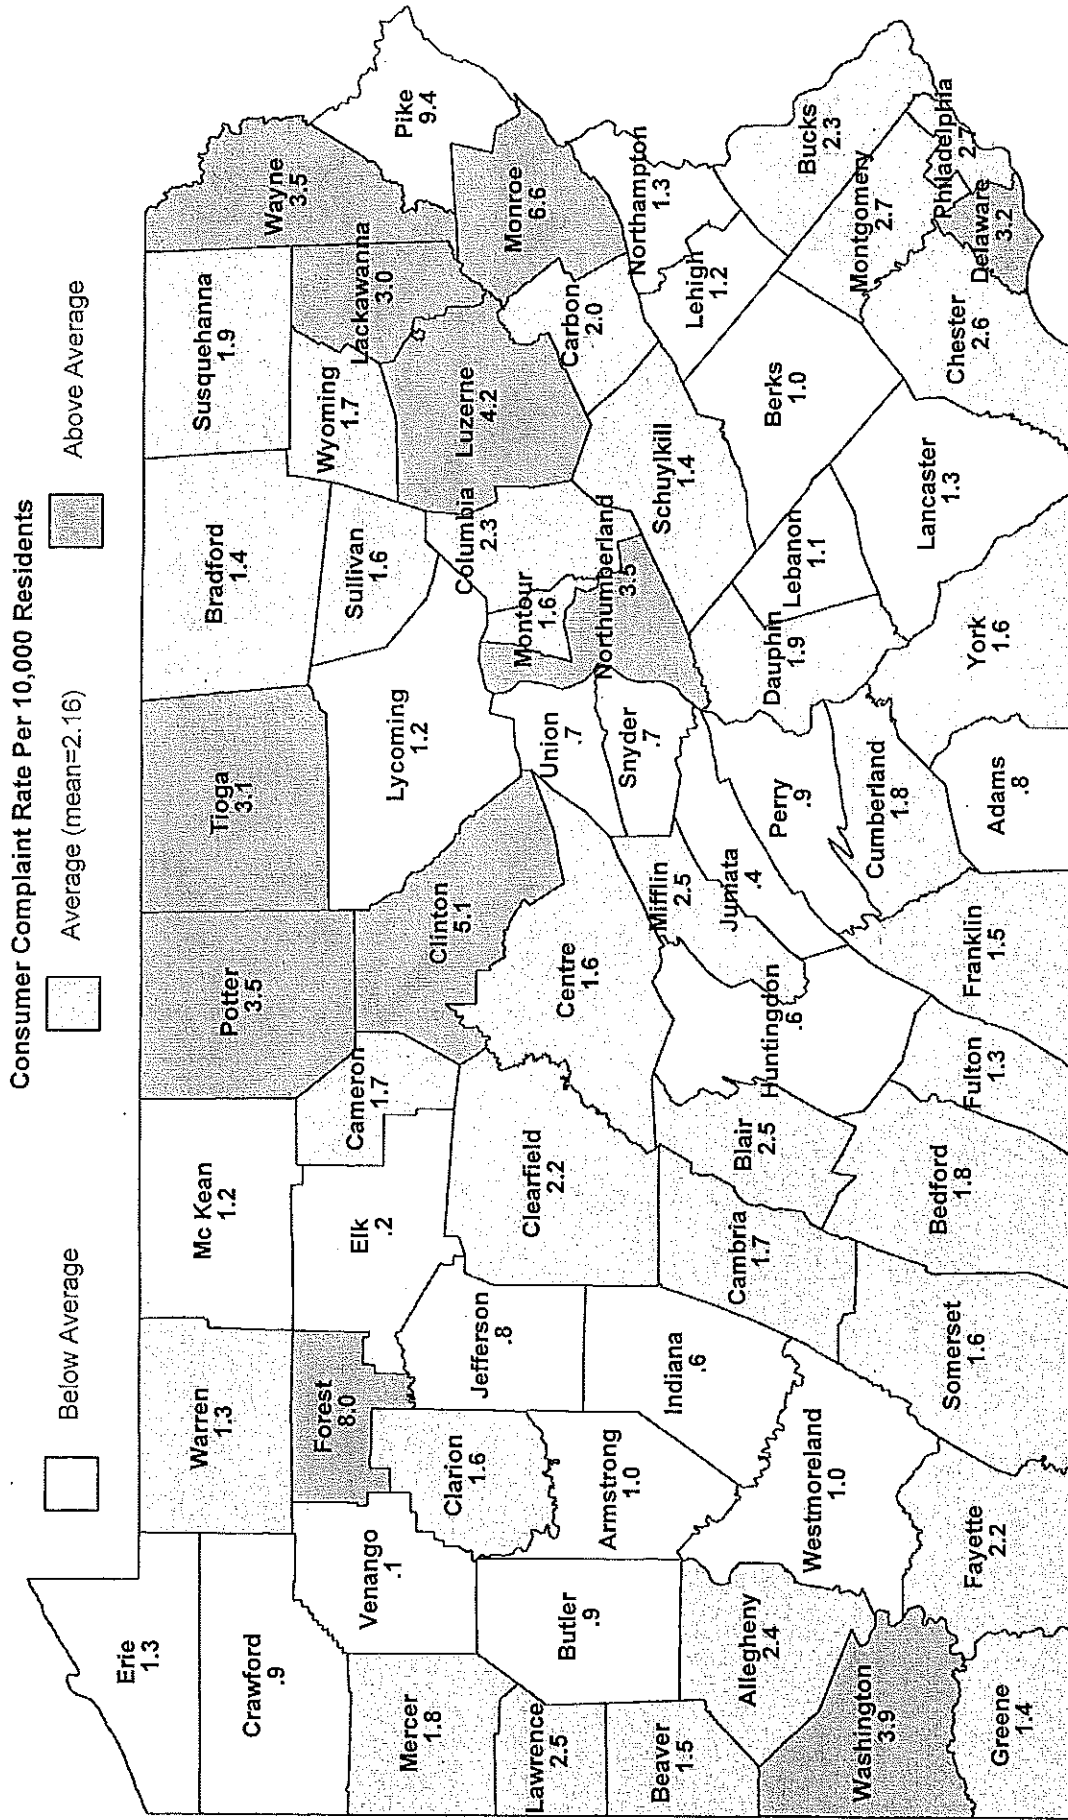 Consumer Complaint Rate Per 10,000 Residents
Below Average
Average (mean=2.16)
Above Average
Erie
1.3
Crawford
.9
Warren
1.3
Mc Kean
1.2
Potter
3.5
Tioga
3.1
Bradford
1.4
Susquehanna
1.9
Wayne
3.5
Forest
8.0
Elk
.2
Cameron
1.7
Sullivan
1.6
Wyoming
1.7
Lackawanna
3.0
Pike
9.4
Mercer
1.8
Venango
.1
Clarion
1.6
Jefferson
.8
Clearfield
2.2
Clinton
5.1
Lycoming
1.2
Columbia
2.3
Luzerne
4.2
Monroe
6.6
Lawrence
2.5
Butler
.9
Armstrong
1.0
Centre
1.6
Union
.7
Montour
1.6
Northumberland
3.5
Carbon
2.0
Northampton
1.3
Beaver
1.5
Indiana
.6
Snyder
.7
Schuylkill
1.4
Lehigh
1.2
Allegheny
2.4
Westmoreland
1.0
Cambria
1.7
Blair
2.5
Huntingdon
.6
Mifflin
2.5
Juniata
.4
Perry
.9
Dauphin
1.9
Lebanon
1.1
Berks
1.0
Bucks
2.3
Montgomery
2.7
Philadelphia
2.7
Washington
3.9
Cumberland
1.8
Lancaster
1.3
Chester
2.6
Delaware
3.2
Greene
1.4
Fayette
2.2
Somerset
1.6
Bedford
1.8
Fulton
1.3
Franklin
1.5
Adams
.8
York
1.6